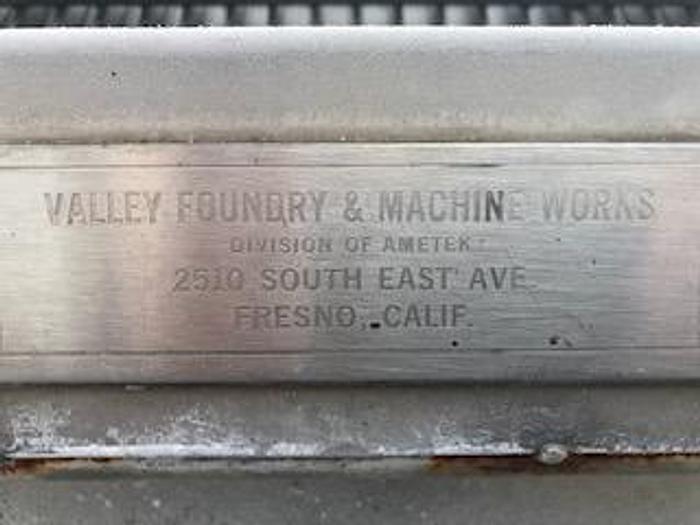 VALLEY FOUNDRY & MACHINE WORKS
DIVISION OF AMETEK
2510 SOUTH EAST AVE.
FRESNO, CALIF.